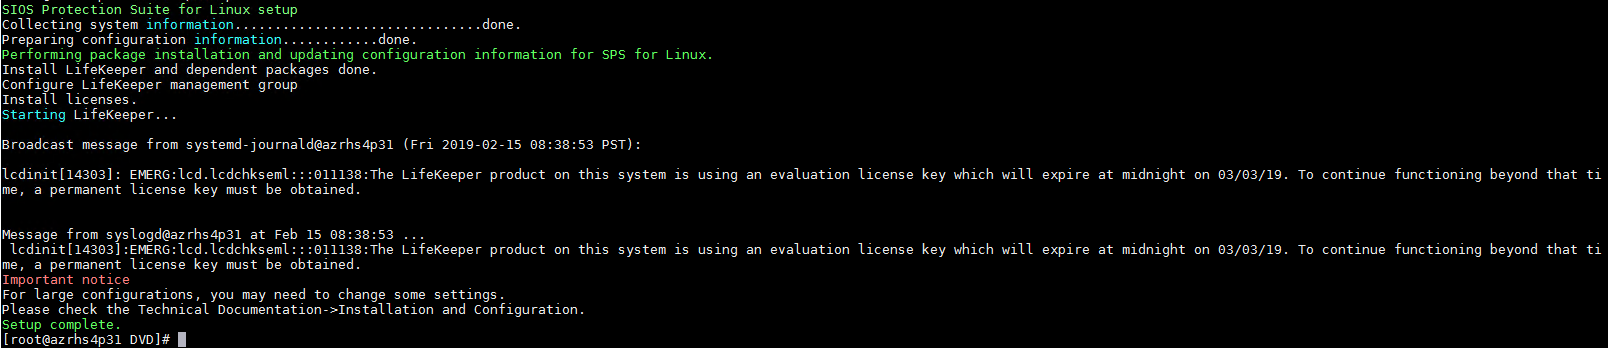 SIOS Protection Suite for Linux setup
Collecting system information...............................done.
Preparing configuration information............done.
Performing package installation and updating configuration information for SPS for Linux.
Install LifeKeeper and dependent packages done.
Configure LifeKeeper management group
Install licenses.
Starting LifeKeeper...
Broadcast message from systemd-journald@azrhs4p31 (Fri 2019-02-15 08:38:53 PST):
lcdinit[14303]: EMERG:lcd.lcdchkseml:::011138:The LifeKeeper product on this system is using an evaluation license key which will expire at midnight on 03/03/19. To continue functioning beyond that ti
me, a permanent license key must be obtained.
Message from syslogd@azrhs4p31 at Feb 15 08:38:53 ...
lcdinit[14303]:EMERG:lcd.lcdchkseml:::011138:The LifeKeeper product on this system is using an evaluation license key which will expire at midnight on 03/03/19. To continue functioning beyond that ti
me, a permanent license key must be obtained.
Important notice
For large configurations, you may need to change some settings.
Please check the Technical Documentation->Installation and Configuration.
Setup complete.
[root@azrhs4p31 DVD]#